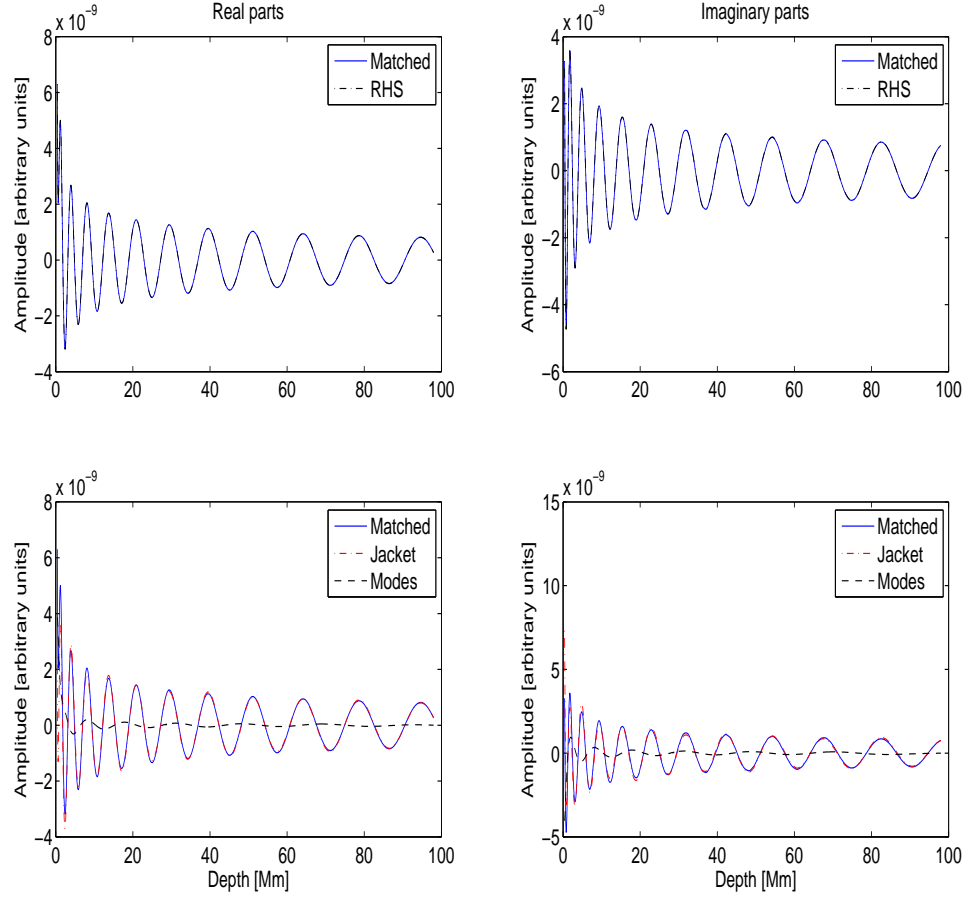 Real parts
x 10⁻⁹
8
6
4
2
0
−2
−4
0 20 40 60 80 100
Amplitude [arbitrary units]
Matched
RHS
Imaginary parts
x 10⁻⁹
4
2
0
−2
−4
−6
0 20 40 60 80 100
Amplitude [arbitrary units]
Matched
RHS
x 10⁻⁹
8
6
4
2
0
−2
−4
0 20 40 60 80 100
Depth [Mm]
Amplitude [arbitrary units]
Matched
Jacket
Modes
x 10⁻⁹
15
10
5
0
−5
0 20 40 60 80 100
Depth [Mm]
Amplitude [arbitrary units]
Matched
Jacket
Modes